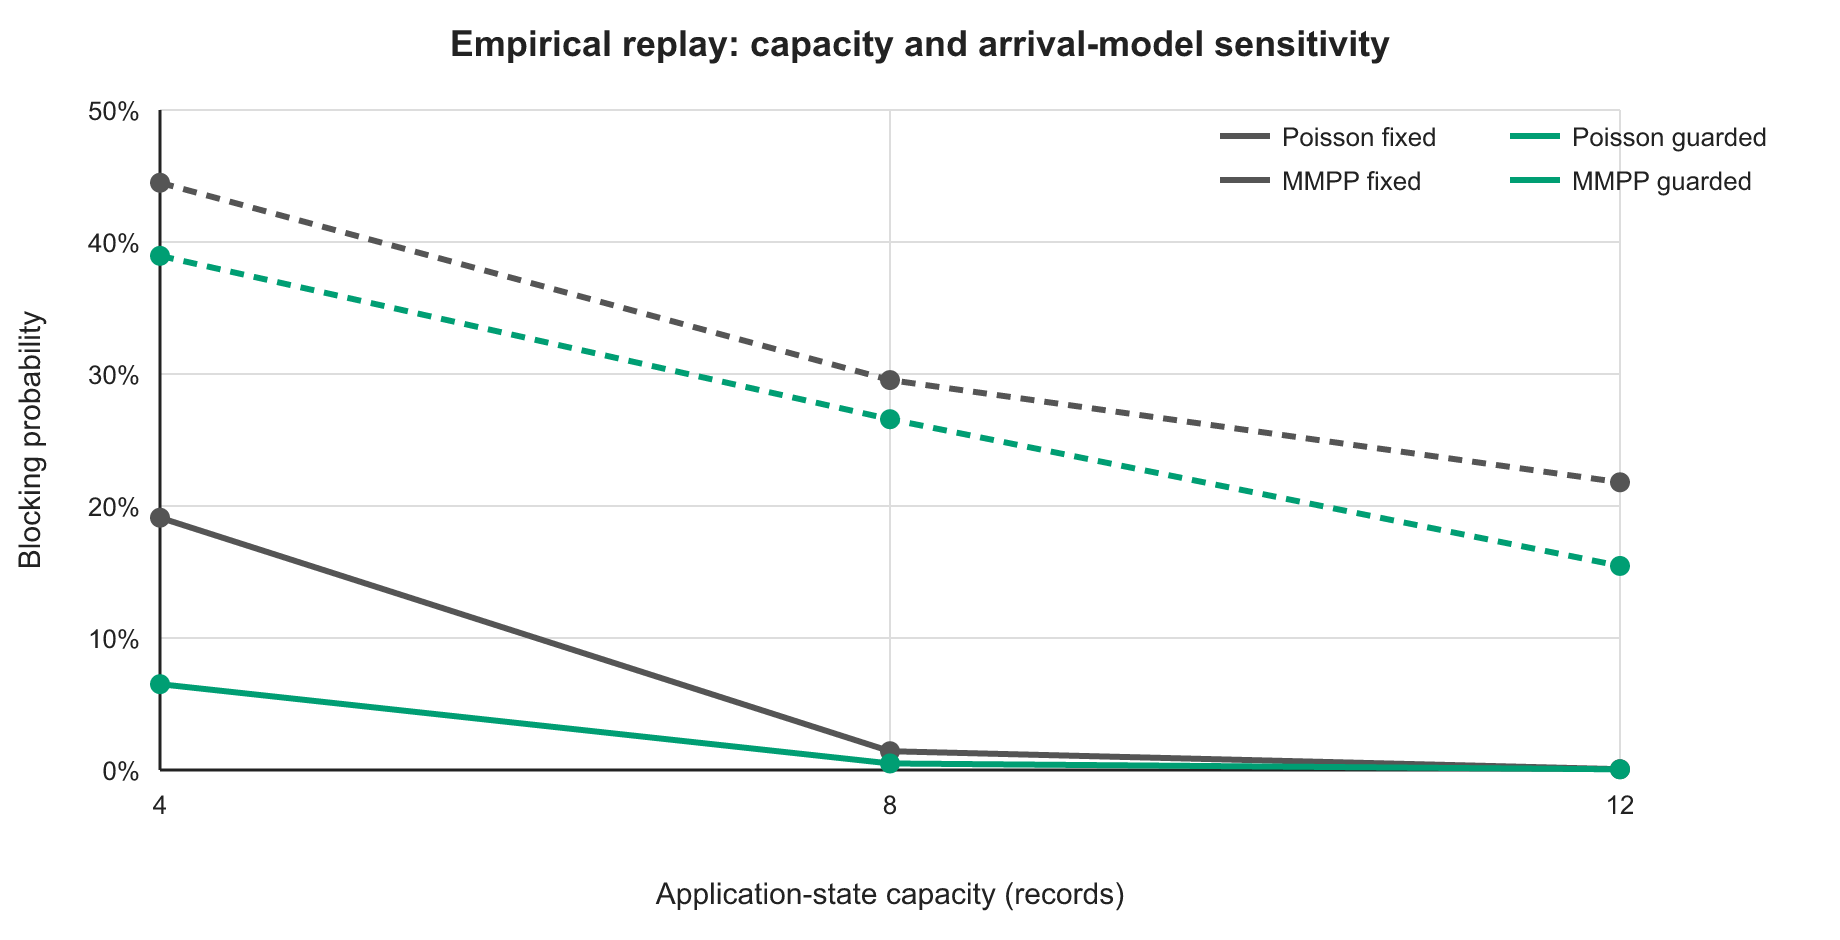 Empirical replay: capacity and arrival-model sensitivity
50%
Poisson fixed
Poisson guarded
MMPP fixed
MMPP guarded
40%
30%
20%
10%
0%
Blocking probability
4
8
12
Application-state capacity (records)